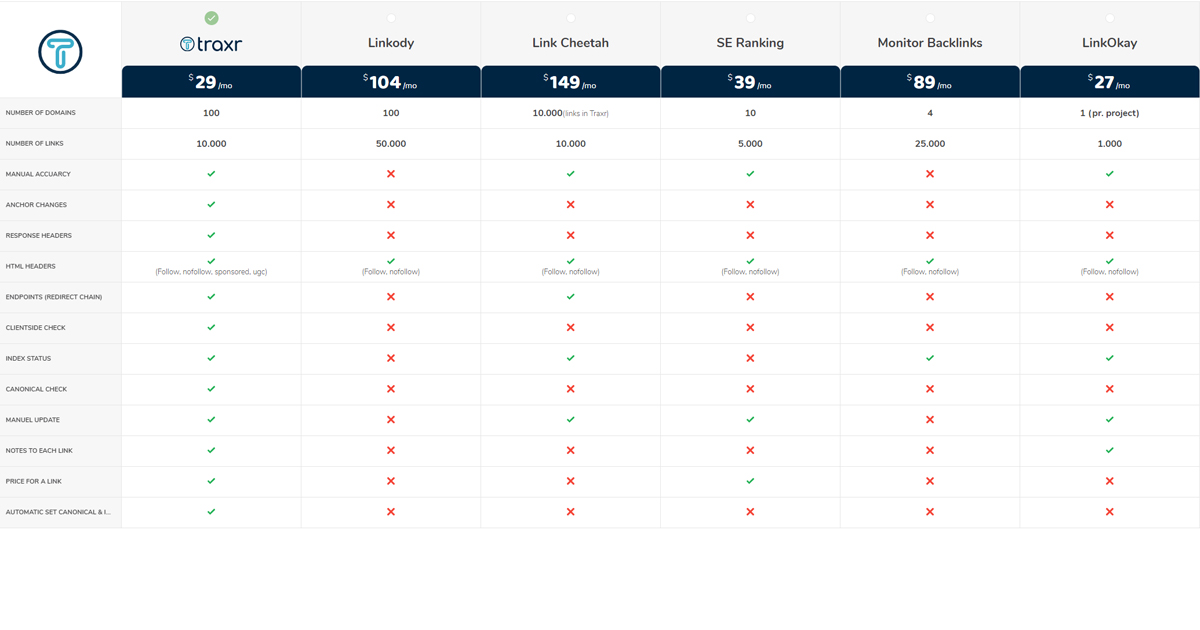 traxr Linkody Link Cheetah SE Ranking Monitor Backlinks LinkOkay
$29/mo $104/mo $149/mo $39/mo $89/mo $27/mo
NUMBER OF DOMAINS 100 100 10.000(links in Traxr) 10 4 1 (pr. project)
NUMBER OF LINKS 10.000 50.000 10.000 5.000 25.000 1.000
MANUAL ACCUARCY
ANCHOR CHANGES
RESPONSE HEADERS
HTML HEADERS (Follow, nofollow, sponsored, ugc) (Follow, nofollow) (Follow, nofollow) (Follow, nofollow) (Follow, nofollow) (Follow, nofollow)
ENDPOINTS (REDIRECT CHAIN)
CLIENTSIDE CHECK
INDEX STATUS
CANONICAL CHECK
MANUEL UPDATE
NOTES TO EACH LINK
PRICE FOR A LINK
AUTOMATIC SET CANONICAL & I...